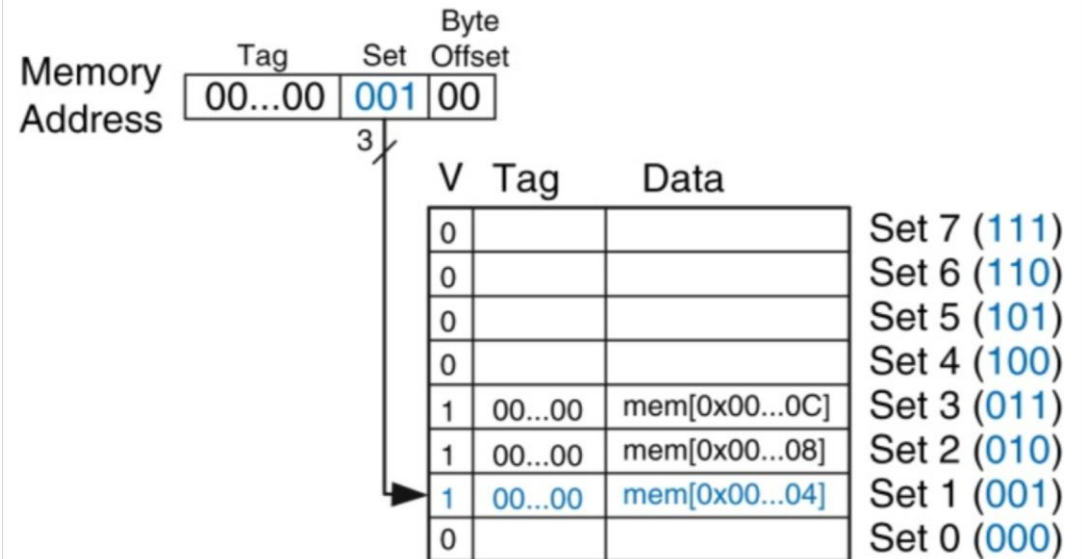 Byte
Tag Set Offset
Memory Address
00...00 001 00
3
V Tag Data
0 Set 7 (111)
0 Set 6 (110)
0 Set 5 (101)
0 Set 4 (100)
1 00...00 mem[0x00...0C] Set 3 (011)
1 00...00 mem[0x00...08] Set 2 (010)
1 00...00 mem[0x00...04] Set 1 (001)
0 Set 0 (000)